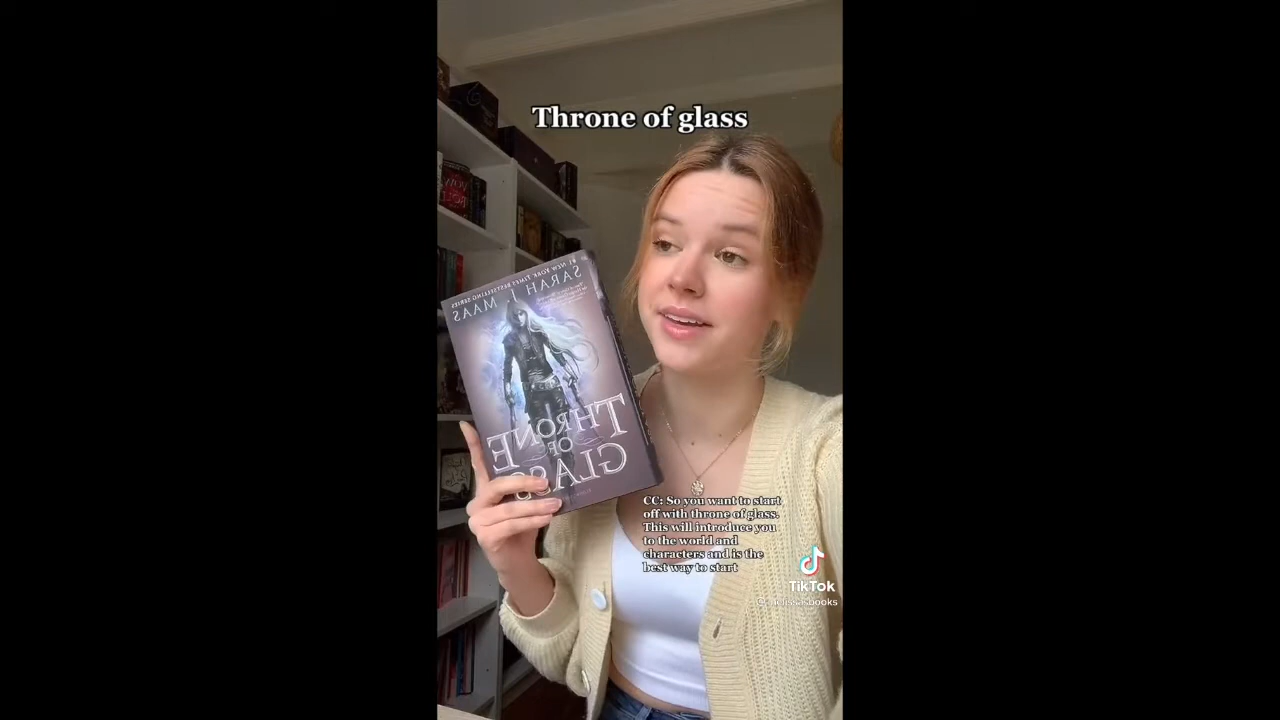 Throne of glass
#1 NEW YORK TIMES BESTSELLING SERIES
SARAH J. MAAS
THRONE
OF
GLASS
CC: So you want to start
off with throne of glass.
This will introduce you
to the world and
characters and is the
best way to start
TikTok